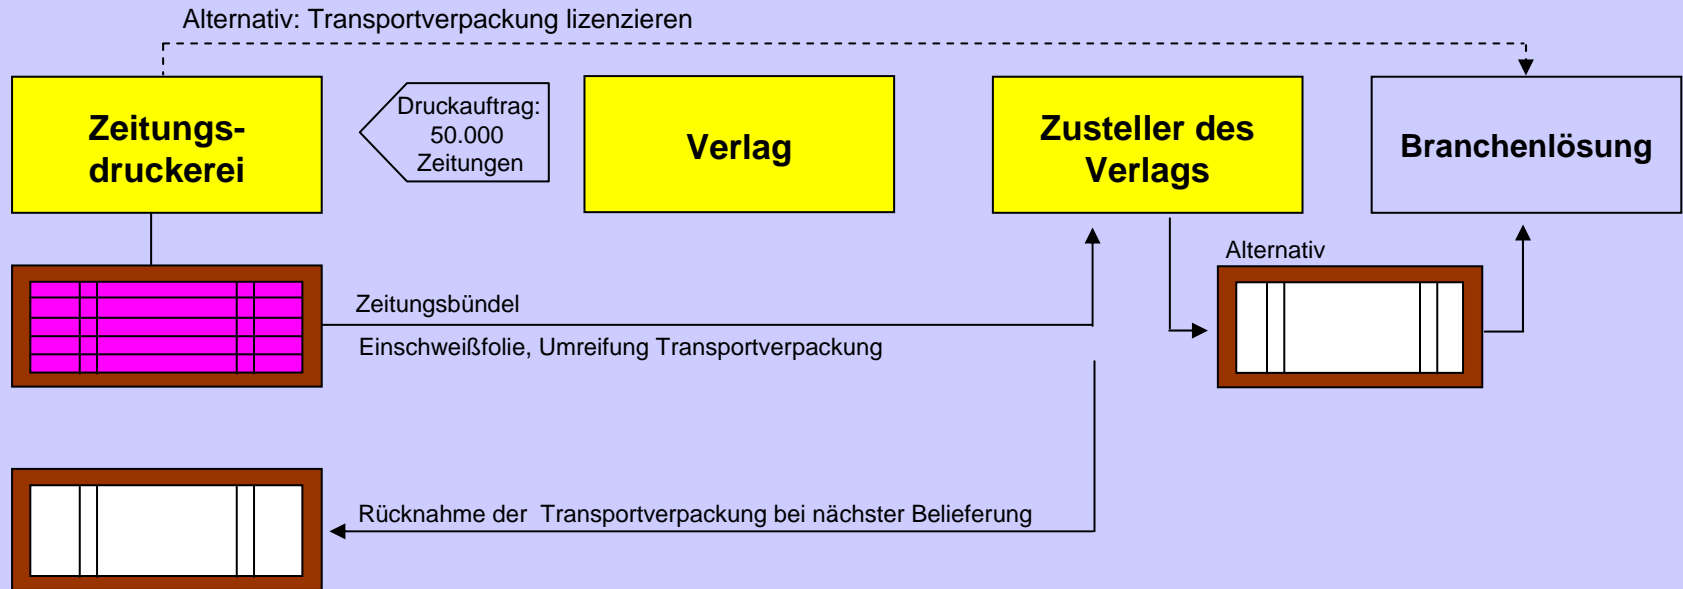 Alternativ: Transportverpackung lizenzieren
Zeitungs-
druckerei
Druckauftrag:
50.000
Zeitungen
Verlag
Zusteller des
Verlags
Branchenlösung
Alternativ
Zeitungsbündel
Einschweißfolie, Umreifung Transportverpackung
Rücknahme der Transportverpackung bei nächster Belieferung